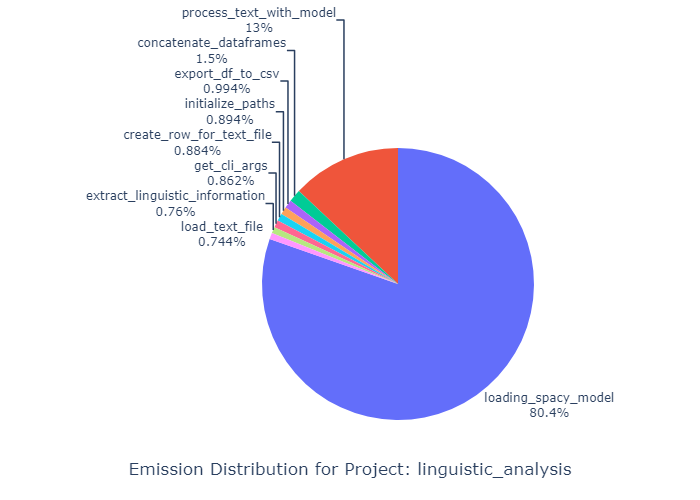 process_text_with_model
13%
concatenate_dataframes
1.5%
export_df_to_csv
0.994%
initialize_paths
0.894%
create_row_for_text_file
0.884%
get_cli_args
0.862%
extract_linguistic_information
0.76%
load_text_file
0.744%
loading_spacy_model
80.4%
Emission Distribution for Project: linguistic_analysis